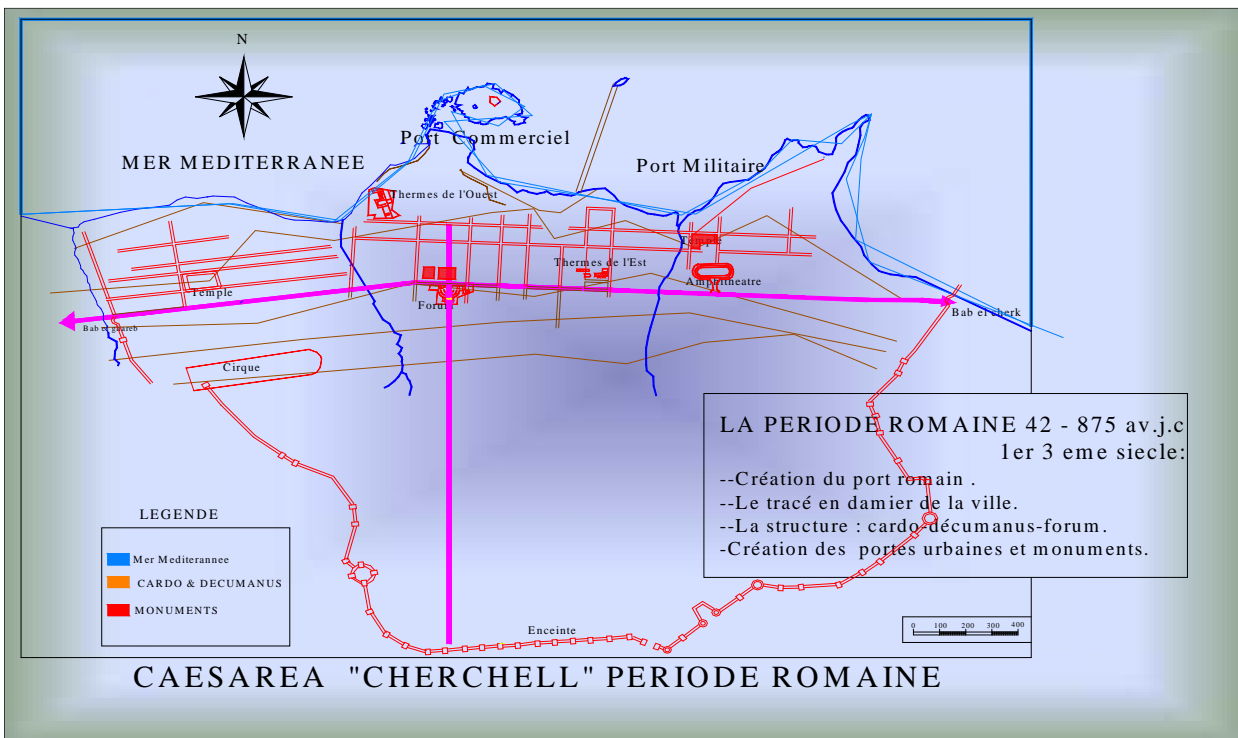 N
MER MEDITERRANEE
Port Commerciel
Port Militaire
Thermes de l'Ouest
Temple
Thermes de l'Est
Amphitheatre
Temple
Forum
Bab el ghareb
Bab el cherk
Cirque
LA PERIODE ROMAINE 42 - 875 av.j.c
1er 3 eme siecle:
--Création du port romain .
--Le tracé en damier de la ville.
--La structure : cardo-décumanus-forum.
-Création des portes urbaines et monuments.
LEGENDE
Mer Mediterannee
CARDO & DECUMANUS
MONUMENTS
Enceinte
0 100 200 300 400
CAESAREA "CHERCHELL" PERIODE ROMAINE